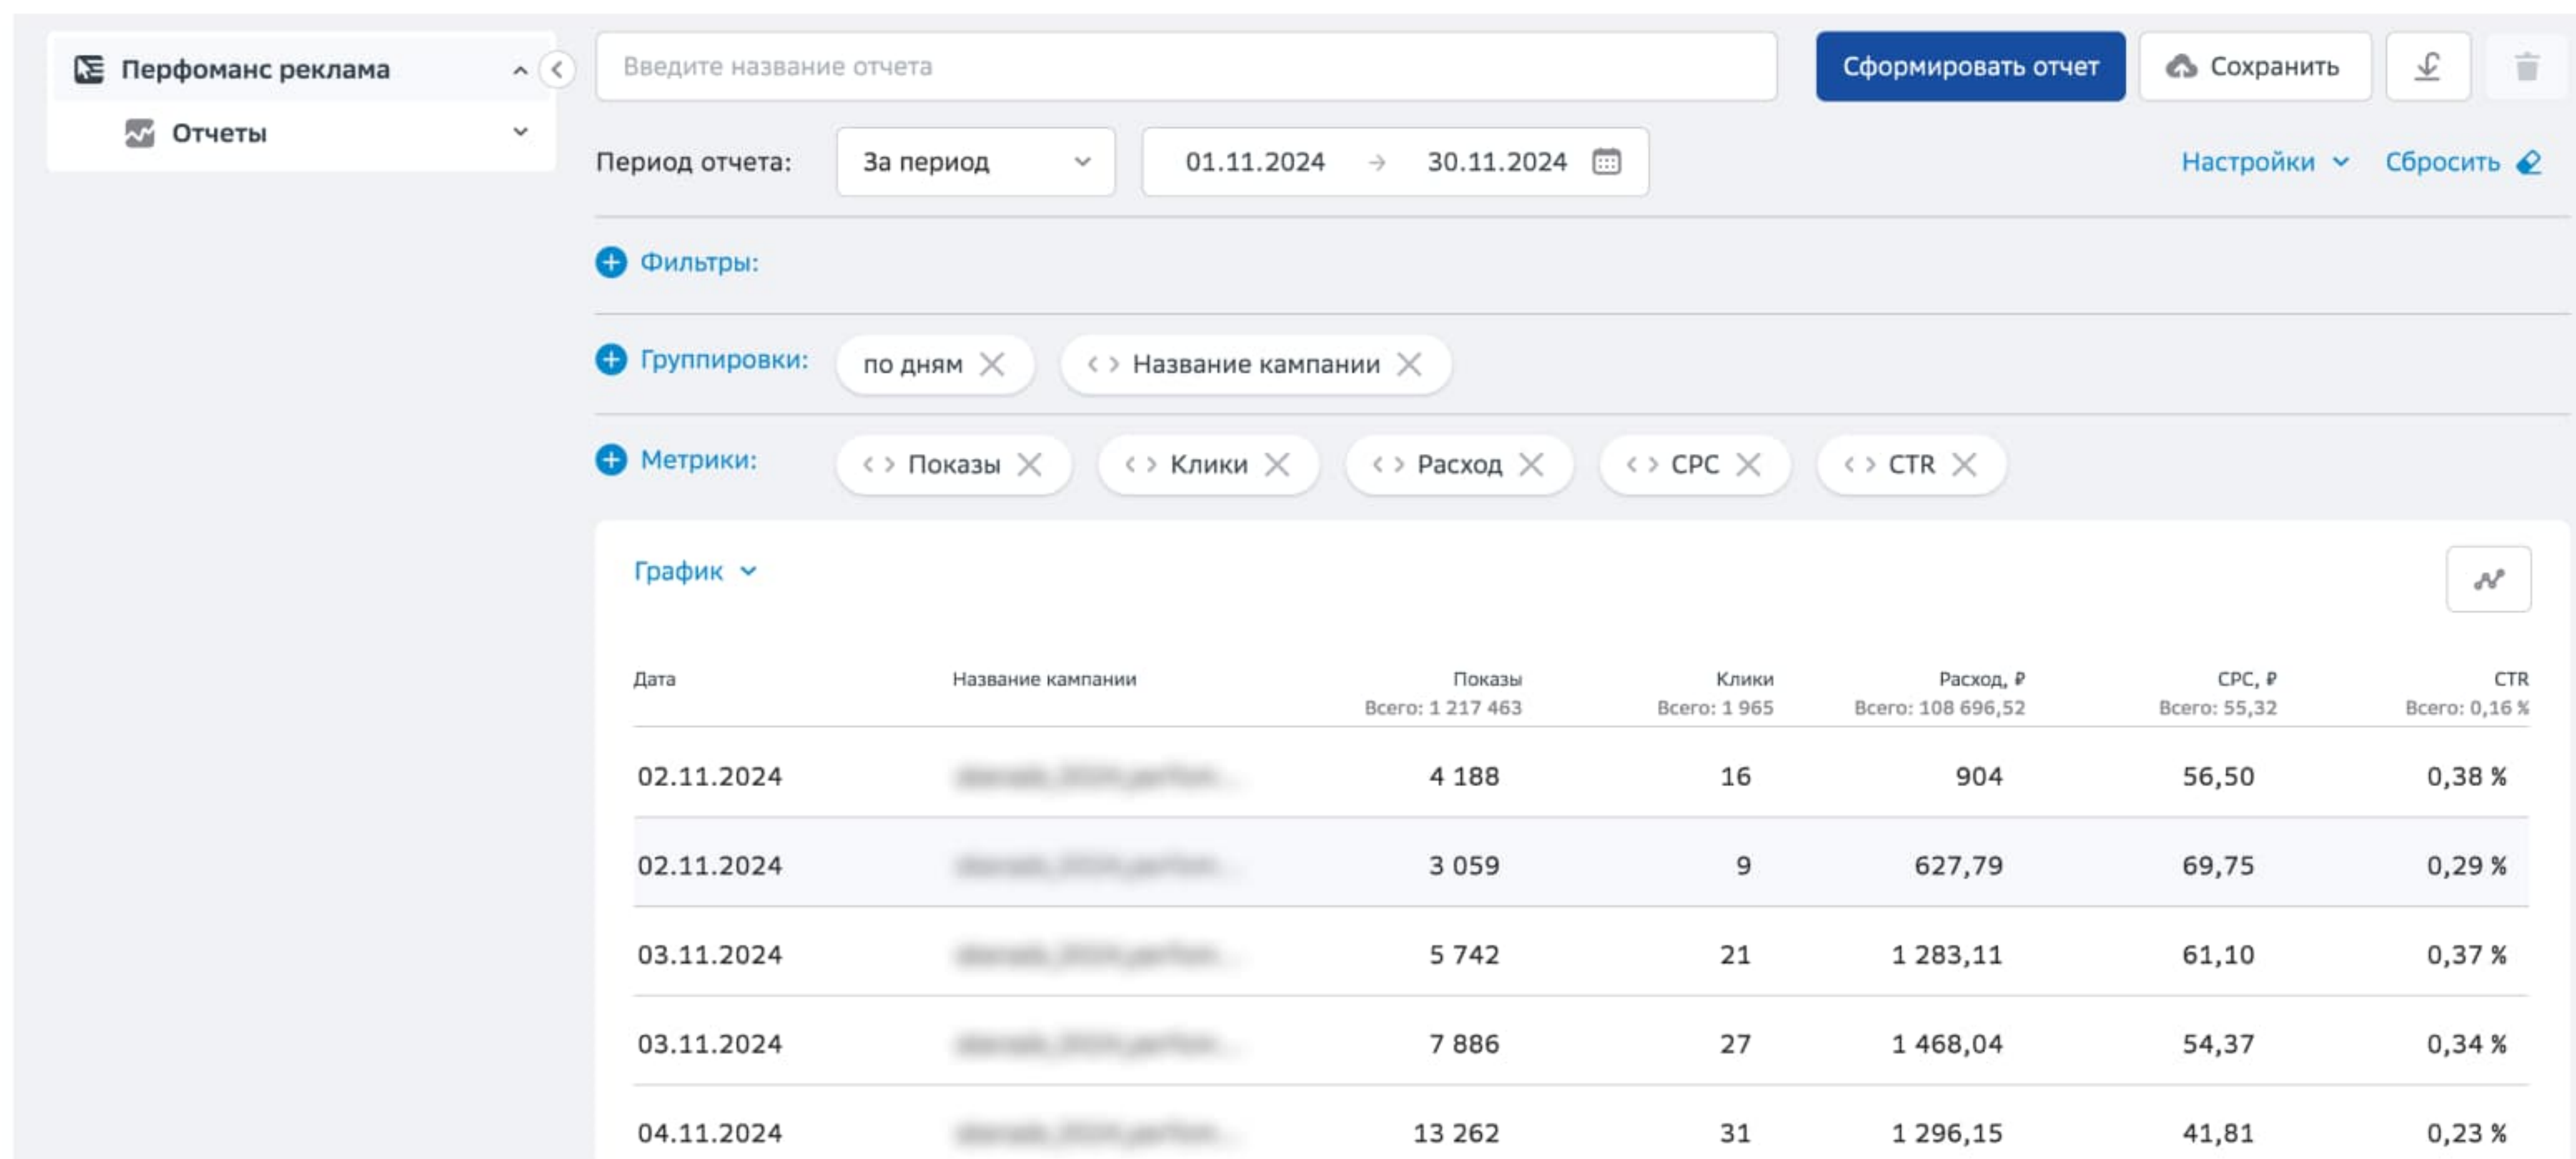 Перфоманс реклама
Отчеты
Введите название отчета
Сформировать отчет
Сохранить
Период отчета: За период 01.11.2024 → 30.11.2024
Настройки Сбросить
Фильтры:
Группировки: по дням Название кампании
Метрики: Показы Клики Расход CPC CTR
График
Дата Название кампании Показы Клики Расход, ₽ CPC, ₽ CTR
Всего: 1 217 463 Всего: 1 965 Всего: 108 696,52 Всего: 55,32 Всего: 0,16 %
02.11.2024 4 188 16 904 56,50 0,38 %
02.11.2024 3 059 9 627,79 69,75 0,29 %
03.11.2024 5 742 21 1 283,11 61,10 0,37 %
03.11.2024 7 886 27 1 468,04 54,37 0,34 %
04.11.2024 13 262 31 1 296,15 41,81 0,23 %